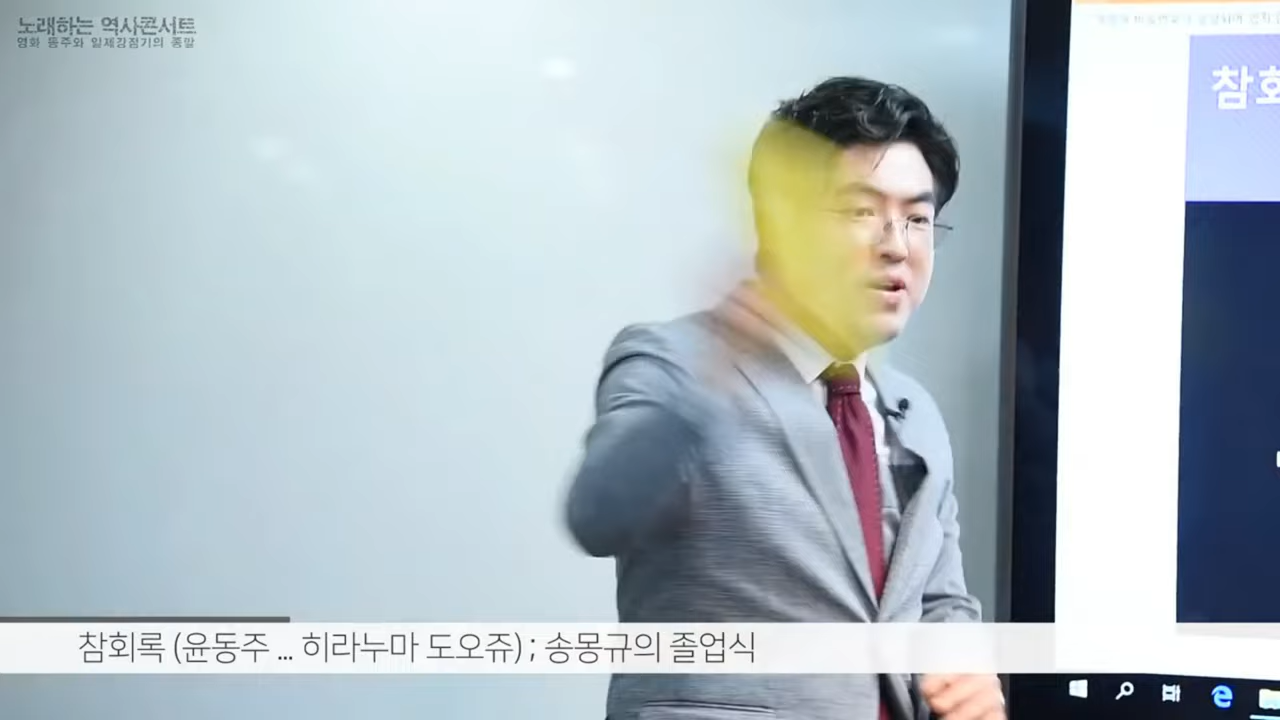 노래하는 역사콘서트
영화 동주와 일제강점기의 종말
참회
참회록 (윤동주 ... 히라누마 도오쥬) ; 송몽규의 졸업식